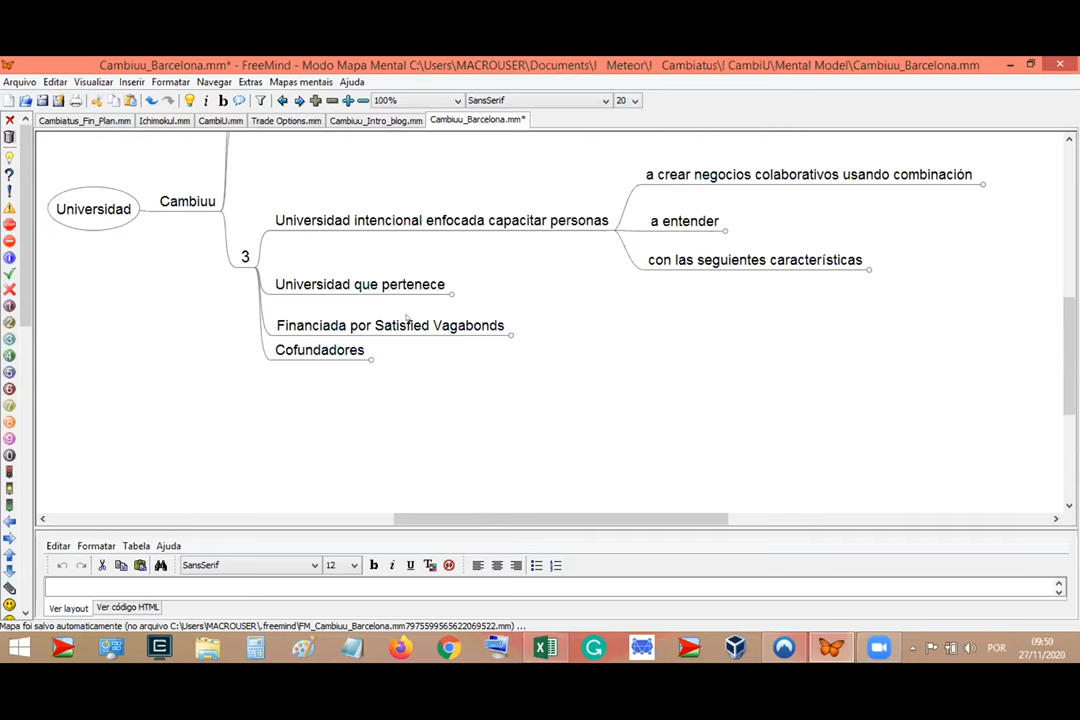 Cambiuu_Barcelona.mm* - FreeMind - Modo Mapa Mental C:\Users\MACROUSER\Documents\! Meteor\! Cambiatus\! CambiU\Mental Model\Cambiuu_Barcelona.mm
Arquivo Editar Visualizar Inserir Formatar Navegar Extras Mapas mentais Ajuda
100% SansSerif 20
Cambiatus_Fin_Plan.mm Ichimokul.mm CambiU.mm Trade Options.mm Cambiuu_Intro_blog.mm Cambiuu_Barcelona.mm*
a crear negocios colaborativos usando combinación
Universidad Cambiuu
Universidad intencional enfocada capacitar personas
a entender
3
con las seguientes características
Universidad que pertenece
Financiada por Satisfied Vagabonds
Cofundadores
Editar Formatar Tabela Ajuda
SansSerif 12
Ver layout Ver código HTML
Mapa foi salvo automaticamente (no arquivo C:\Users\MACROUSER\.freemind\FM_Cambiuu_Barcelona.mm7975599565622069522.mm) ...
POR
09:50
27/11/2020